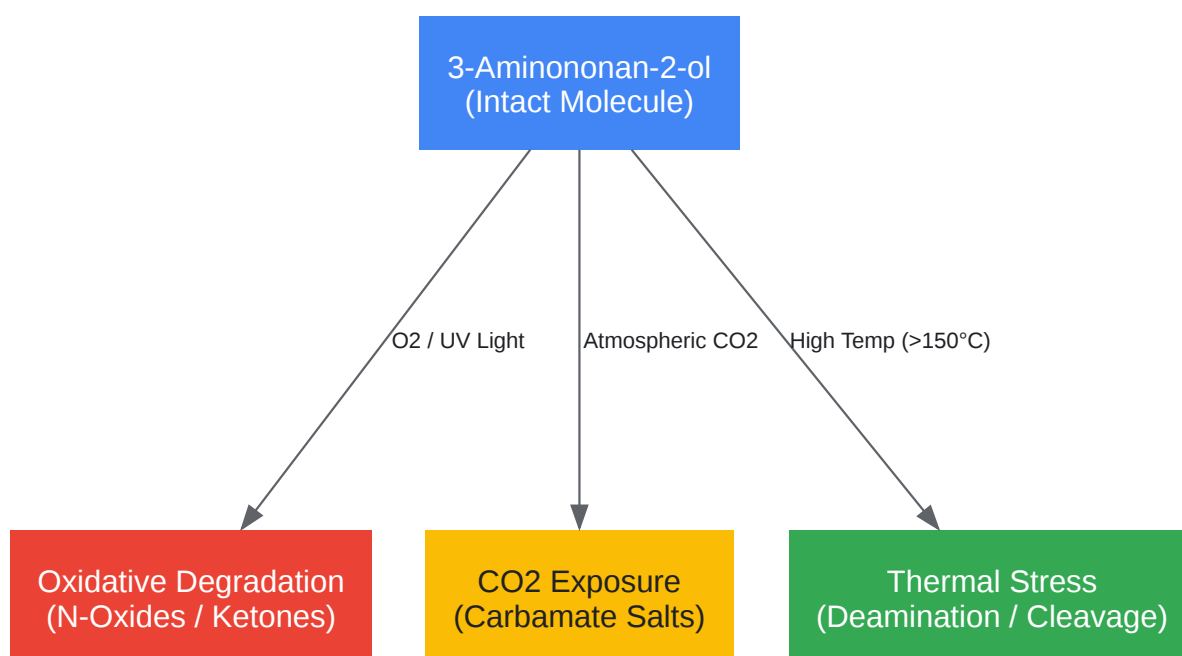 3-Aminononan-2-ol
(Intact Molecule)
O2 / UV Light
Atmospheric CO2
High Temp (>150°C)
Oxidative Degradation
(N-Oxides / Ketones)
CO2 Exposure
(Carbamate Salts)
Thermal Stress
(Deamination / Cleavage)